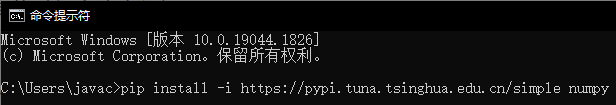 命令提示符
Microsoft Windows [版本 10.0.19044.1826]
(c) Microsoft Corporation。保留所有权利。
C:\Users\javac>pip install -i https://pypi.tuna.tsinghua.edu.cn/simple numpy